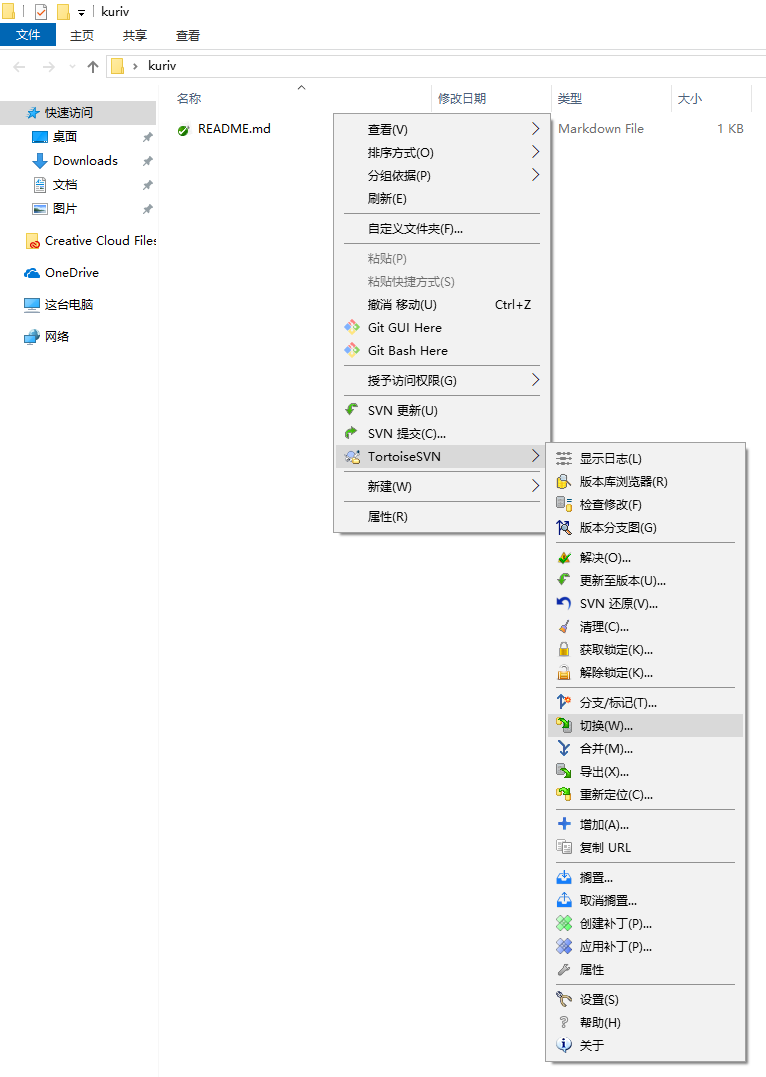 kuriv
文件 主页 共享 查看
kuriv
名称 修改日期 类型 大小
快速访问
桌面
Downloads
文档
图片
Creative Cloud Files
OneDrive
这台电脑
网络
README.md Markdown File 1 KB
查看(V)
排序方式(O)
分组依据(P)
刷新(E)
自定义文件夹(F)...
粘贴(P)
粘贴快捷方式(S)
撤消 移动(U) Ctrl+Z
Git GUI Here
Git Bash Here
授予访问权限(G)
SVN 更新(U)
SVN 提交(C)...
TortoiseSVN
新建(W)
属性(R)
显示日志(L)
版本库浏览器(R)
检查修改(F)
版本分支图(G)
解决(O)...
更新至版本(U)...
SVN 还原(V)...
清理(C)...
获取锁定(K)...
解除锁定(K)...
分支/标记(T)...
切换(W)...
合并(M)...
导出(X)...
重新定位(C)...
增加(A)...
复制 URL
搁置...
取消搁置...
创建补丁(P)...
应用补丁(P)...
属性
设置(S)
帮助(H)
关于